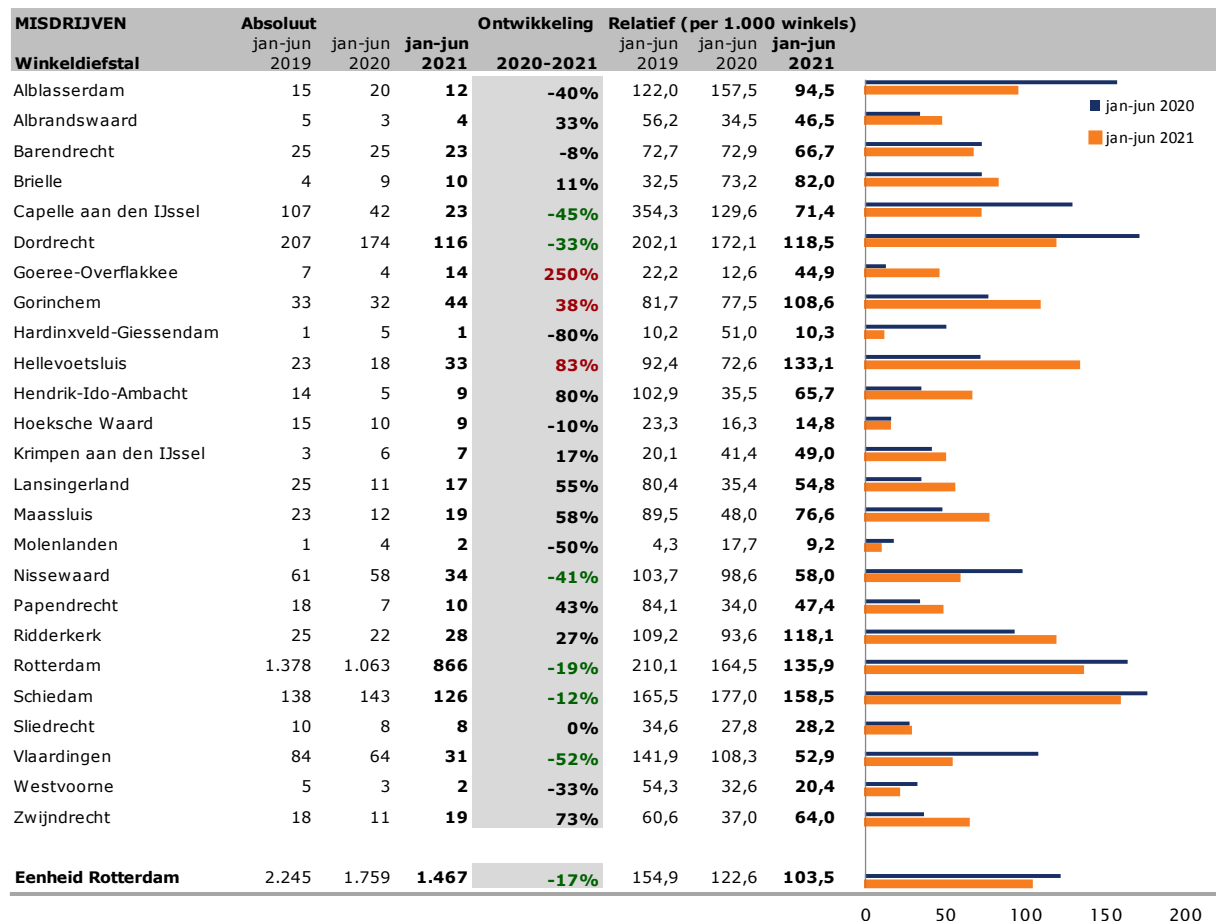 MISDRIJVEN Absoluut Ontwikkeling Relatief (per 1.000 winkels)
jan-jun jan-jun jan-jun jan-jun jan-jun jan-jun
Winkeldiefstal 2019 2020 2021 2020-2021 2019 2020 2021
Alblasserdam 15 20 12 -40% 122,0 157,5 94,5
jan-jun 2020
Albrandswaard 5 3 4 33% 56,2 34,5 46,5
jan-jun 2021
Barendrecht 25 25 23 -8% 72,7 72,9 66,7
Brielle 4 9 10 11% 32,5 73,2 82,0
Capelle aan den IJssel 107 42 23 -45% 354,3 129,6 71,4
Dordrecht 207 174 116 -33% 202,1 172,1 118,5
Goeree-Overflakkee 7 4 14 250% 22,2 12,6 44,9
Gorinchem 33 32 44 38% 81,7 77,5 108,6
Hardinxveld-Giessendam 1 5 1 -80% 10,2 51,0 10,3
Hellevoetsluis 23 18 33 83% 92,4 72,6 133,1
Hendrik-Ido-Ambacht 14 5 9 80% 102,9 35,5 65,7
Hoeksche Waard 15 10 9 -10% 23,3 16,3 14,8
Krimpen aan den IJssel 3 6 7 17% 20,1 41,4 49,0
Lansingerland 25 11 17 55% 80,4 35,4 54,8
Maassluis 23 12 19 58% 89,5 48,0 76,6
Molenlanden 1 4 2 -50% 4,3 17,7 9,2
Nissewaard 61 58 34 -41% 103,7 98,6 58,0
Papendrecht 18 7 10 43% 84,1 34,0 47,4
Ridderkerk 25 22 28 27% 109,2 93,6 118,1
Rotterdam 1.378 1.063 866 -19% 210,1 164,5 135,9
Schiedam 138 143 126 -12% 165,5 177,0 158,5
Sliedrecht 10 8 8 0% 34,6 27,8 28,2
Vlaardingen 84 64 31 -52% 141,9 108,3 52,9
Westvoorne 5 3 2 -33% 54,3 32,6 20,4
Zwijndrecht 18 11 19 73% 60,6 37,0 64,0
Eenheid Rotterdam 2.245 1.759 1.467 -17% 154,9 122,6 103,5
0 50 100 150 200